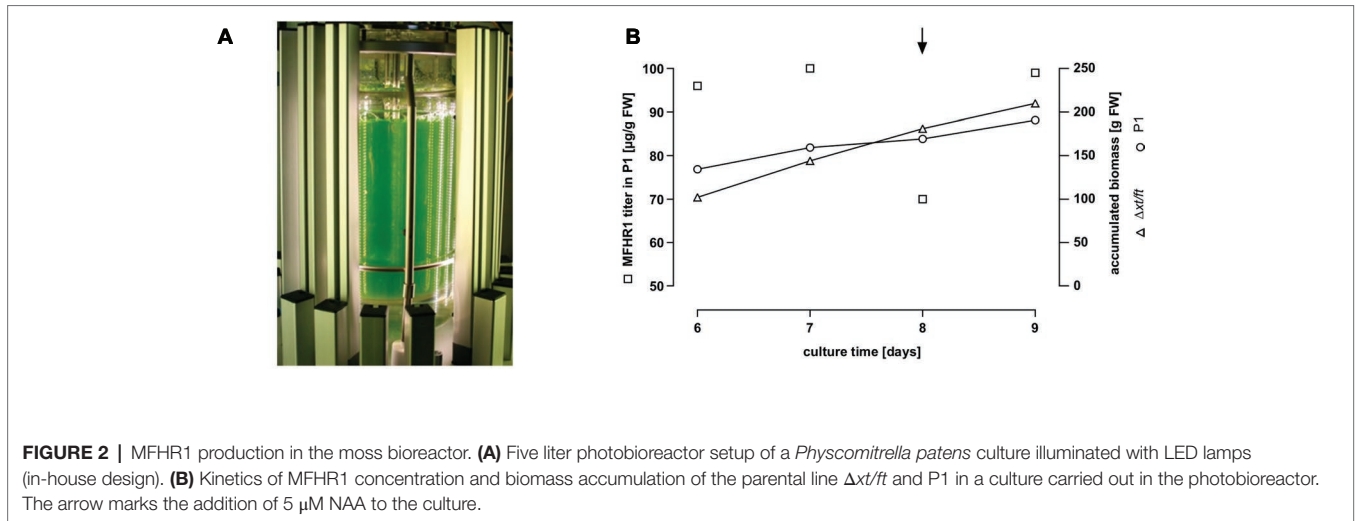 A
B
100
90
80
70
60
50
□ MFHR1 titer in P1 [µg/g FW]
250
200
150
100
50
0
accumulated biomass [g FW]
○ P1
△ Δxt/ft
6 7 8 9
culture time [days]
FIGURE 2 | MFHR1 production in the moss bioreactor. (A) Five liter photobioreactor setup of a Physcomitrella patens culture illuminated with LED lamps
(in-house design). (B) Kinetics of MFHR1 concentration and biomass accumulation of the parental line Δxt/ft and P1 in a culture carried out in the photobioreactor.
The arrow marks the addition of 5 µM NAA to the culture.